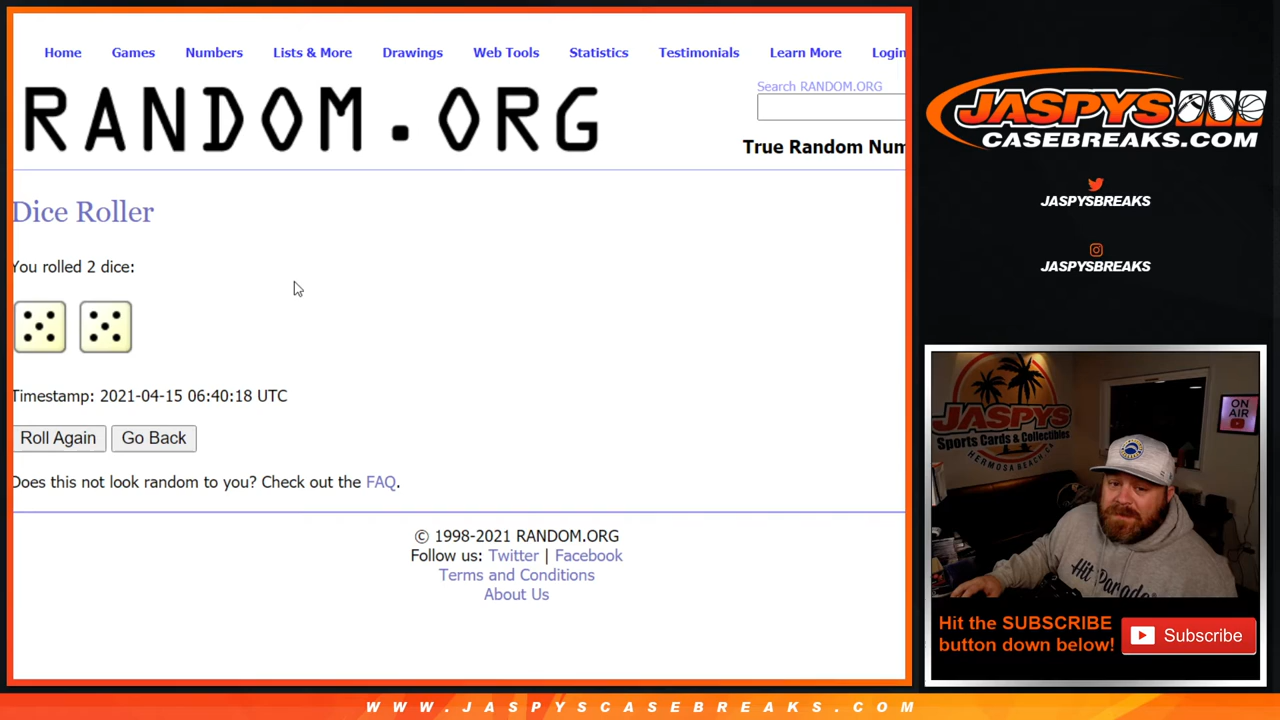 Home Games Numbers Lists & More Drawings Web Tools Statistics Testimonials Learn More Login
RANDOM.ORG
Search RANDOM.ORG
True Random Num
Dice Roller
You rolled 2 dice:
Timestamp: 2021-04-15 06:40:18 UTC
Roll Again Go Back
Does this not look random to you? Check out the FAQ.
© 1998-2021 RANDOM.ORG
Follow us: Twitter | Facebook
Terms and Conditions
About Us
JASPYS
CASEBREAKS.COM
JASPYSBREAKS
JASPYSBREAKS
JASPYS
Sports Cards & Collectibles
HERMOSA BEACH, CA
ON
AIR
Hit Parade
Hit the SUBSCRIBE
button down below!
Subscribe
WWW.JASPYSCASEBREAKS.COM